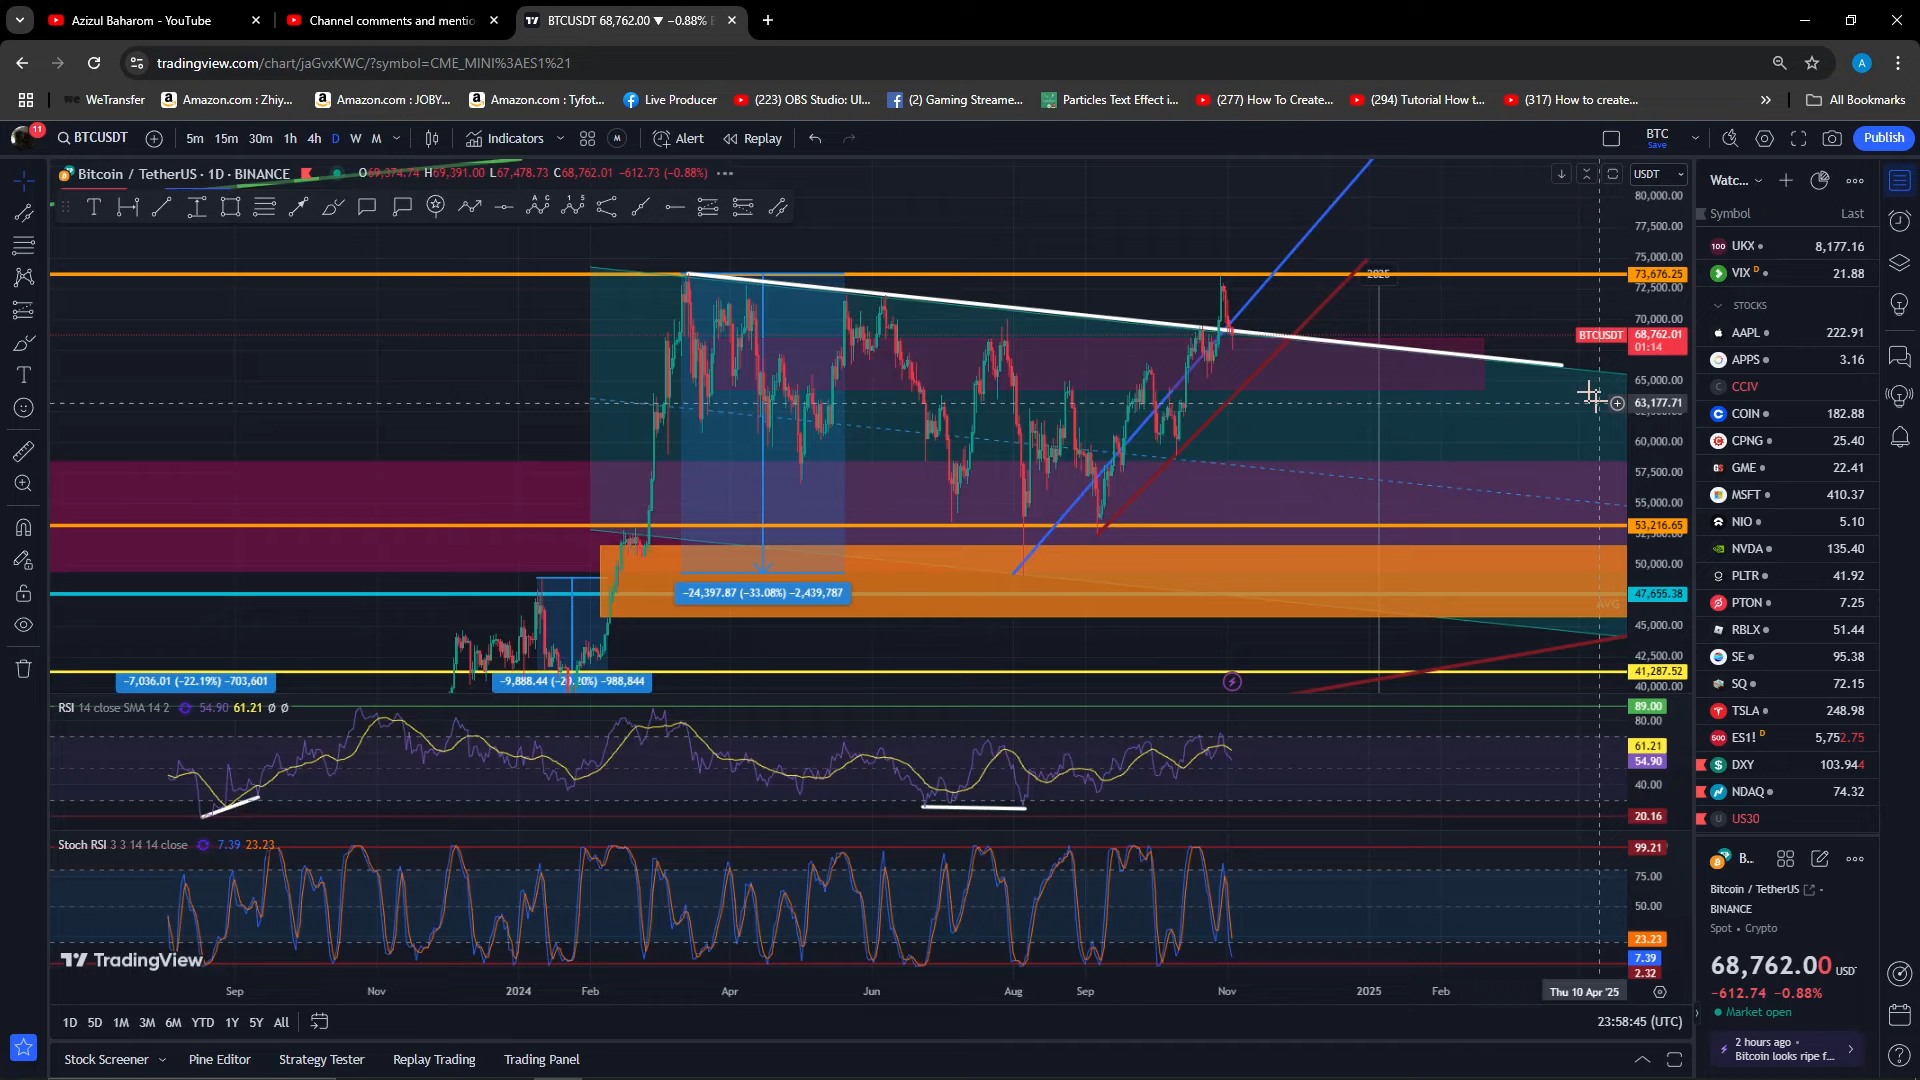 Azizul Baharom - YouTube
Channel comments and mentio
BTCUSDT 68,762.00 ▼ −0.88%
tradingview.com/chart/jaGvxKWC/?symbol=CME_MINI%3AES1%21
WeTransfer
Amazon.com : Zhiy...
Amazon.com : JOBY...
Amazon.com : Tyfot...
Live Producer
(223) OBS Studio: Ul...
(2) Gaming Streame...
Particles Text Effect i...
(277) How To Create...
(294) Tutorial How t...
(317) How to create...
All Bookmarks
11
BTCUSDT
5m 15m 30m 1h 4h D W M
Indicators
M
Alert
Replay
BTC
Save
Publish
Bitcoin / TetherUS · 1D · BINANCE
O69,374.74 H69,391.00 L67,478.73 C68,762.01 −612.73 (−0.88%)
USDT
80,000.00
77,500.00
75,000.00
73,676.25
72,500.00
70,000.00
BTCUSDT 68,762.01
01:14
65,000.00
63,177.71
60,000.00
57,500.00
55,000.00
53,216.65
50,000.00
47,655.38
AVG
45,000.00
42,500.00
41,287.52
40,000.00
2025
−24,397.87 (−33.08%) −2,439,787
−7,036.01 (−22.19%) −703,601
−9,888.44 (−20.20%) −988,844
RSI 14 close SMA 14 2 54.90 61.21 Ø Ø
89.00
80.00
61.21
54.90
40.00
20.16
Stoch RSI 3 3 14 14 close 7.39 23.23
99.21
75.00
50.00
23.23
7.39
2.32
TradingView
Sep Nov 2024 Feb Apr Jun Aug Sep Nov 2025 Feb
Thu 10 Apr '25
1D 5D 1M 3M 6M YTD 1Y 5Y All
23:58:45 (UTC)
Stock Screener
Pine Editor
Strategy Tester
Replay Trading
Trading Panel
Watc...
Symbol Last
UKX 8,177.16
VIX D 21.88
STOCKS
AAPL 222.91
APPS 3.16
CCIV
COIN 182.88
CPNG 25.40
GME 22.41
MSFT 410.37
NIO 5.10
NVDA 135.40
PLTR 41.92
PTON 7.25
RBLX 51.44
SE 95.38
SQ 72.15
TSLA 248.98
ES1! D 5,752.75
DXY 103.944
NDAQ 74.32
US30
B...
Bitcoin / TetherUS
BINANCE
Spot • Crypto
68,762.00 USD
−612.74 −0.88%
Market open
2 hours ago •
Bitcoin looks ripe f...